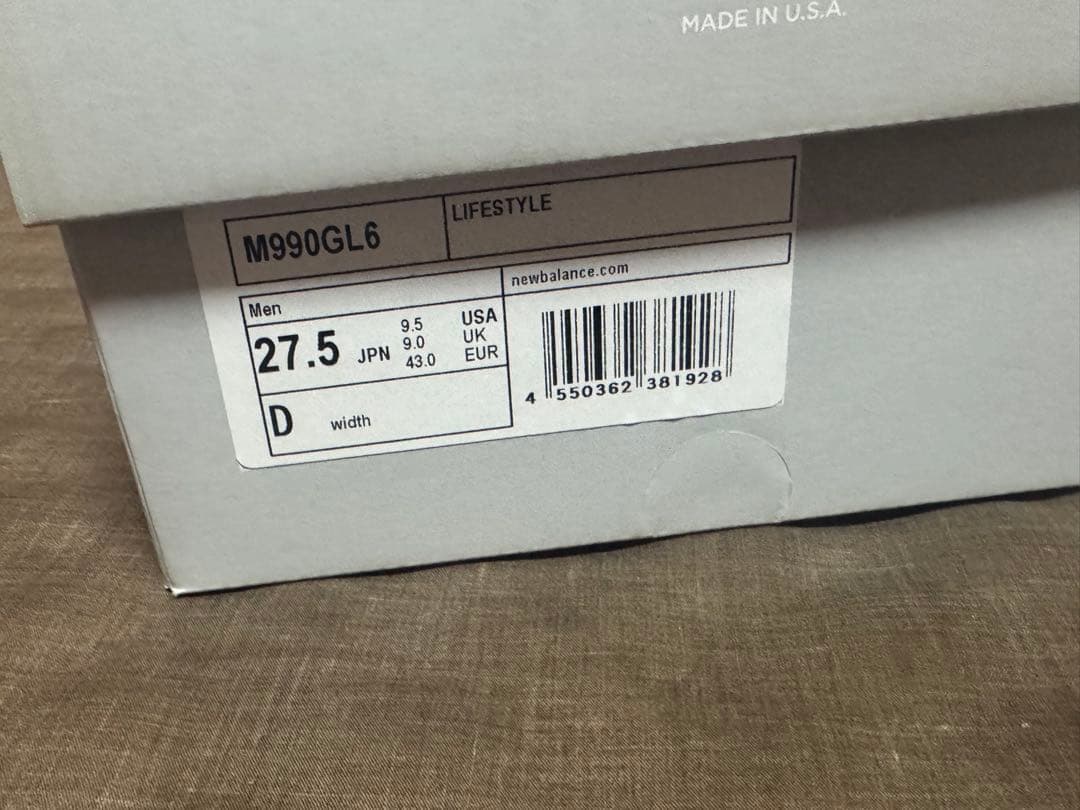 MADE IN U.S.A.
M990GL6
LIFESTYLE
newbalance.com
Men
27.5 JPN
9.5 USA
9.0 UK
43.0 EUR
D width
4 550362 381928